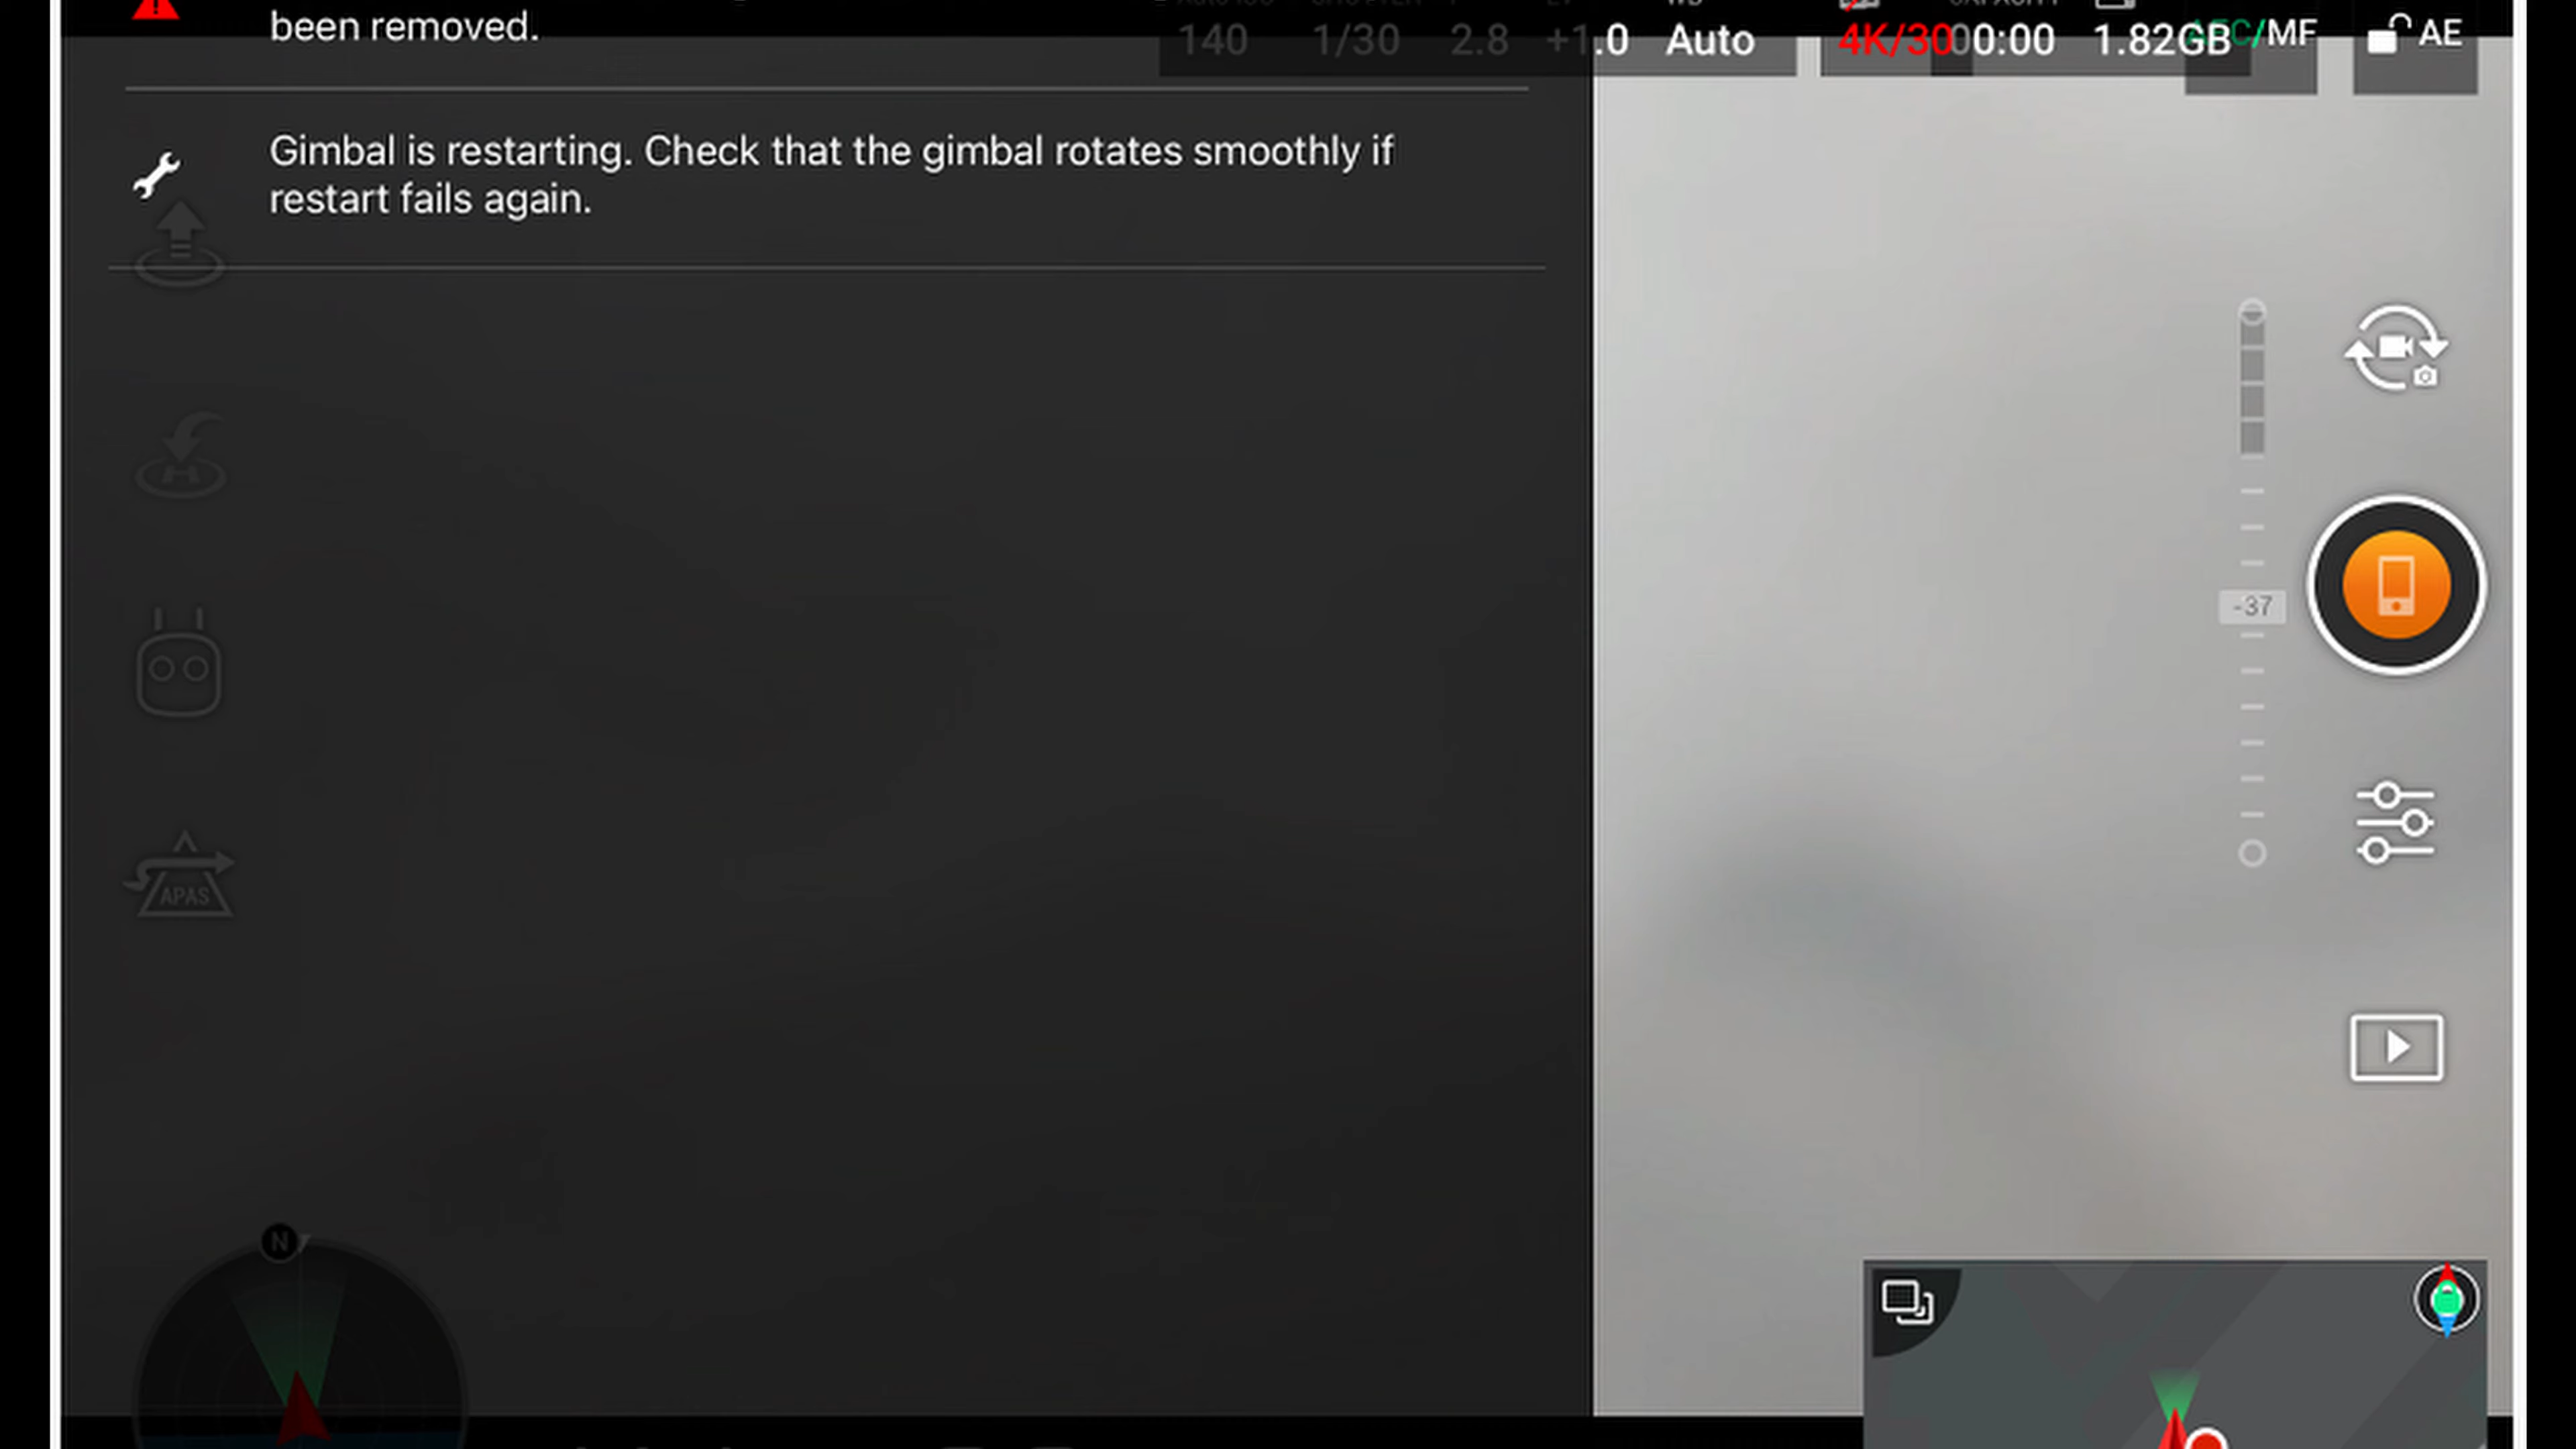 been removed.
140 1/30 2.8 +1.0 Auto 4K/30 00:00 1.82GB AFC/MF AE
Gimbal is restarting. Check that the gimbal rotates smoothly if
restart fails again.
-37
APAS
N